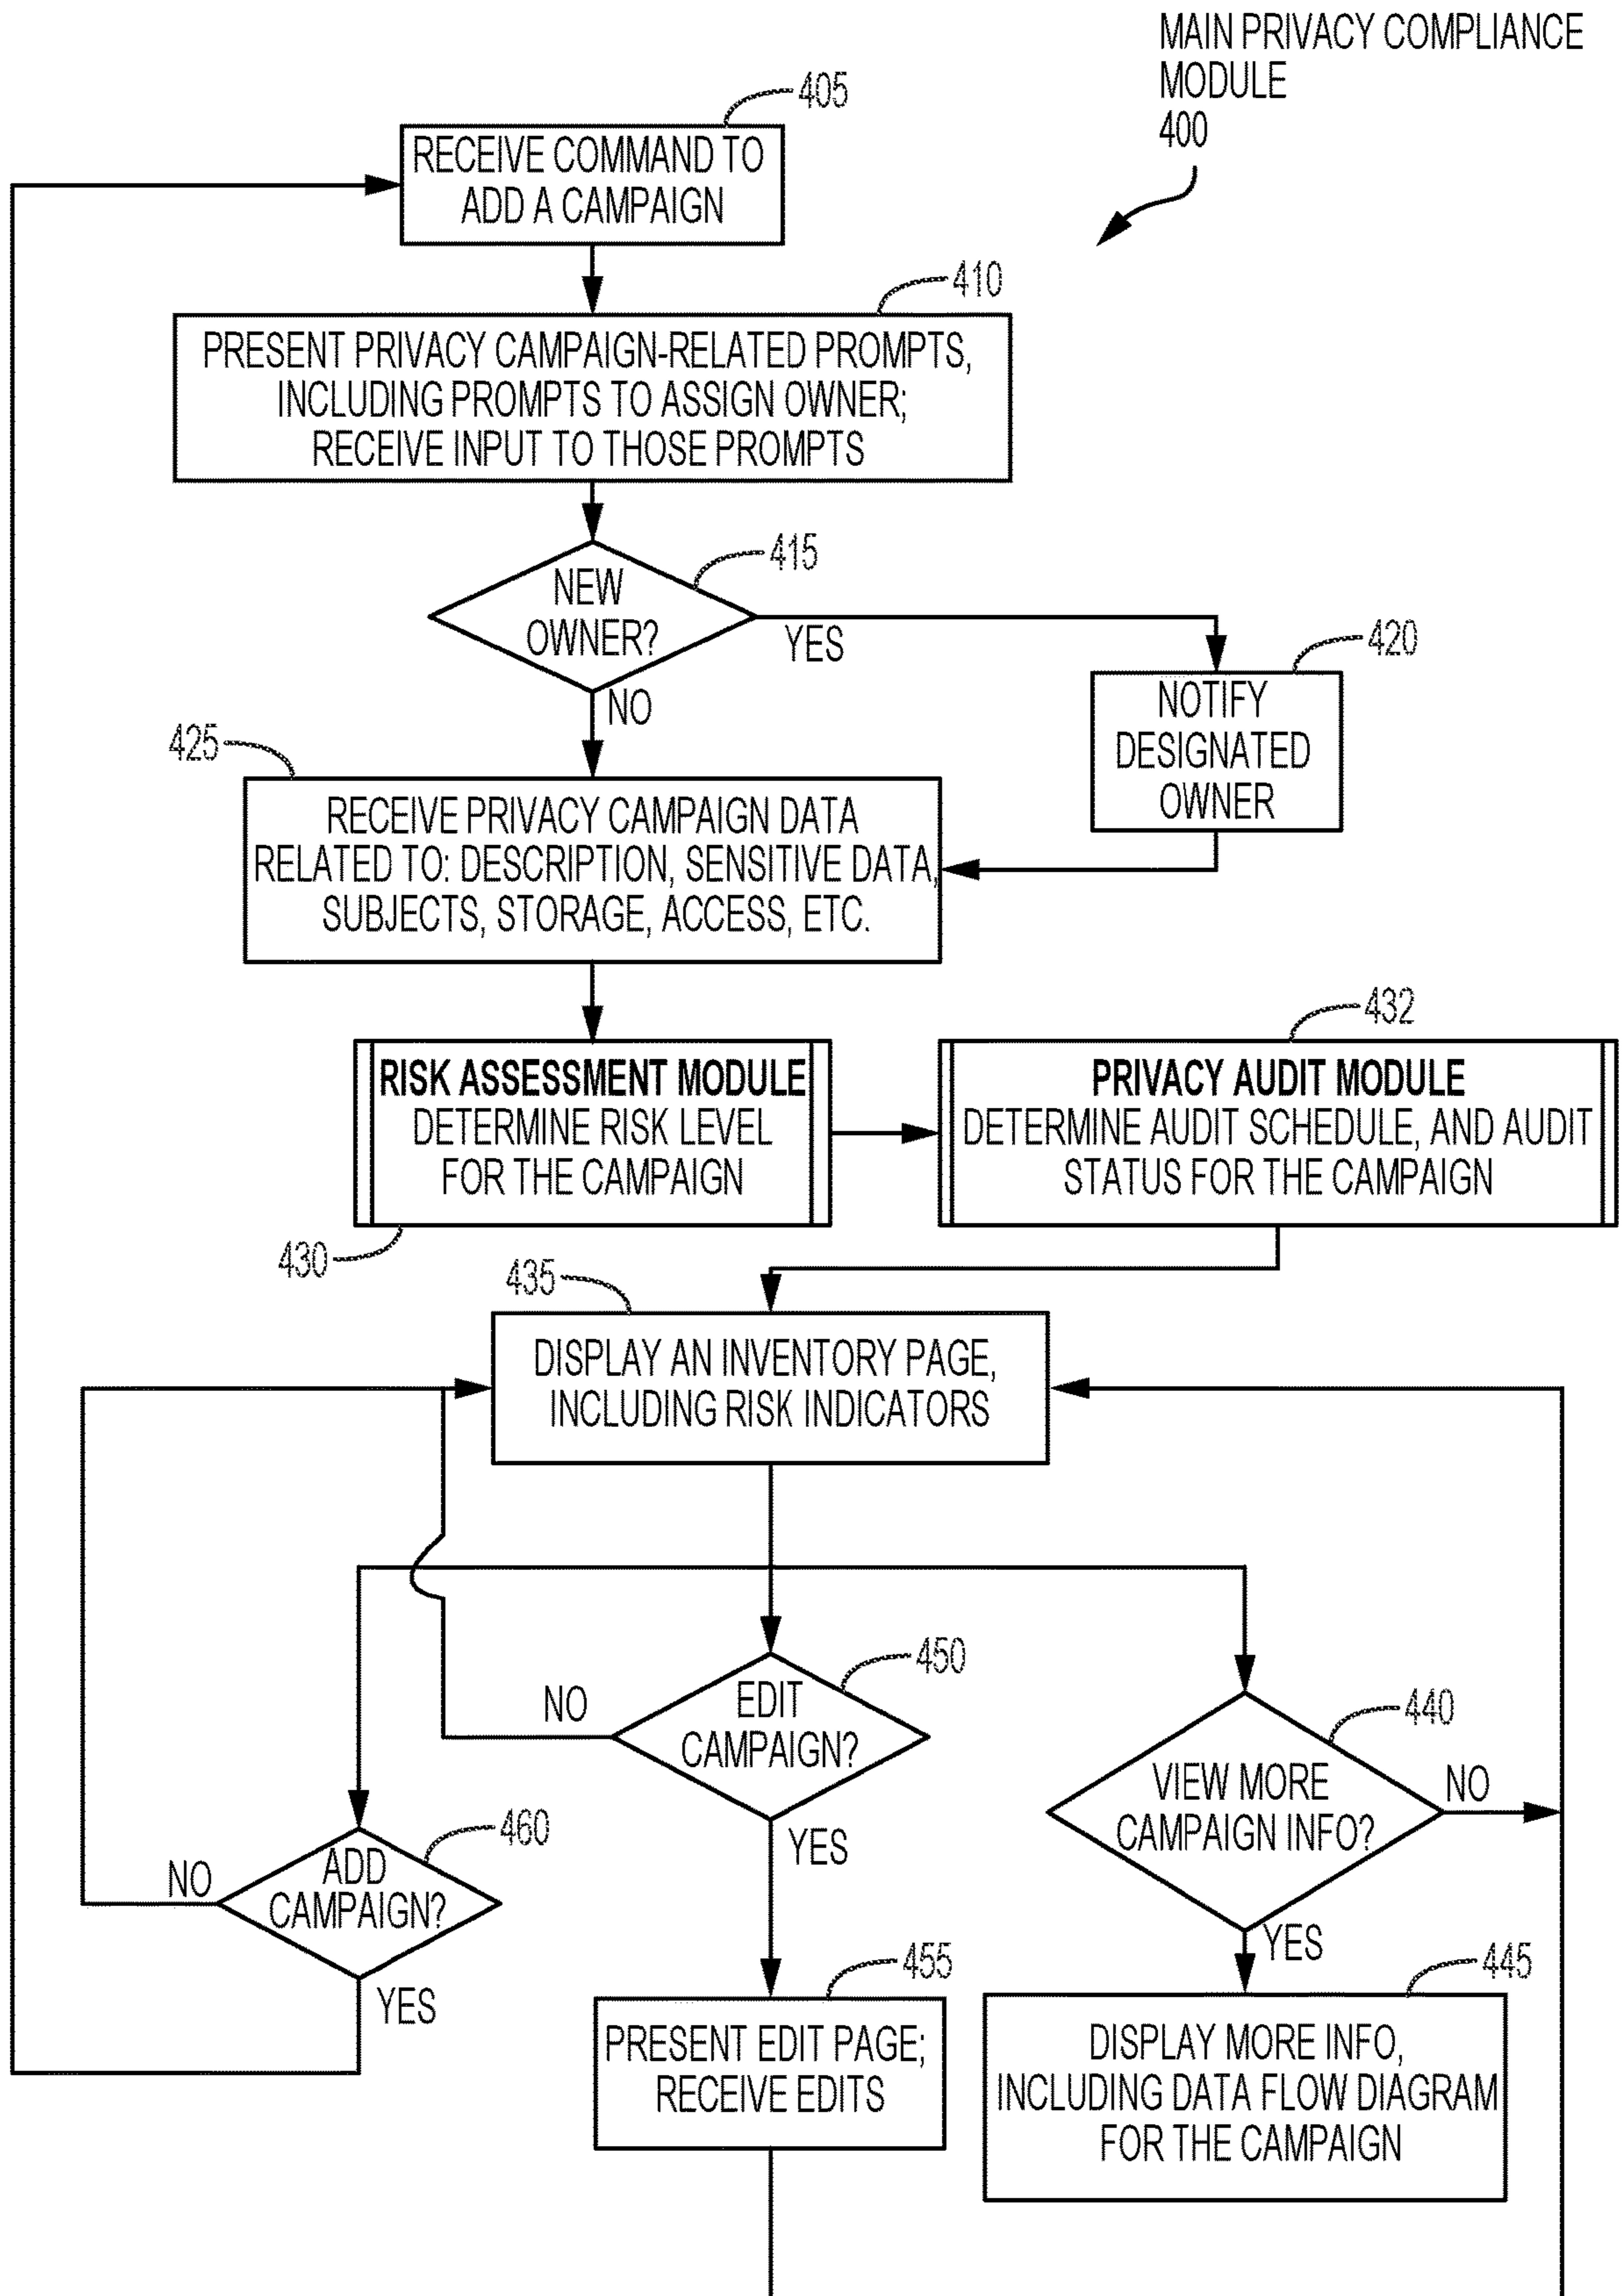 MAIN PRIVACY COMPLIANCE
MODULE
400
405
RECEIVE COMMAND TO
ADD A CAMPAIGN
410
PRESENT PRIVACY CAMPAIGN-RELATED PROMPTS,
INCLUDING PROMPTS TO ASSIGN OWNER;
RECEIVE INPUT TO THOSE PROMPTS
415
NEW
OWNER?
YES
NO
420
NOTIFY
DESIGNATED
OWNER
425
RECEIVE PRIVACY CAMPAIGN DATA
RELATED TO: DESCRIPTION, SENSITIVE DATA,
SUBJECTS, STORAGE, ACCESS, ETC.
RISK ASSESSMENT MODULE
DETERMINE RISK LEVEL
FOR THE CAMPAIGN
430
432
PRIVACY AUDIT MODULE
DETERMINE AUDIT SCHEDULE, AND AUDIT
STATUS FOR THE CAMPAIGN
435
DISPLAY AN INVENTORY PAGE,
INCLUDING RISK INDICATORS
450
EDIT
CAMPAIGN?
NO
YES
440
VIEW MORE
CAMPAIGN INFO?
NO
YES
460
ADD
CAMPAIGN?
NO
YES
455
PRESENT EDIT PAGE;
RECEIVE EDITS
445
DISPLAY MORE INFO,
INCLUDING DATA FLOW DIAGRAM
FOR THE CAMPAIGN